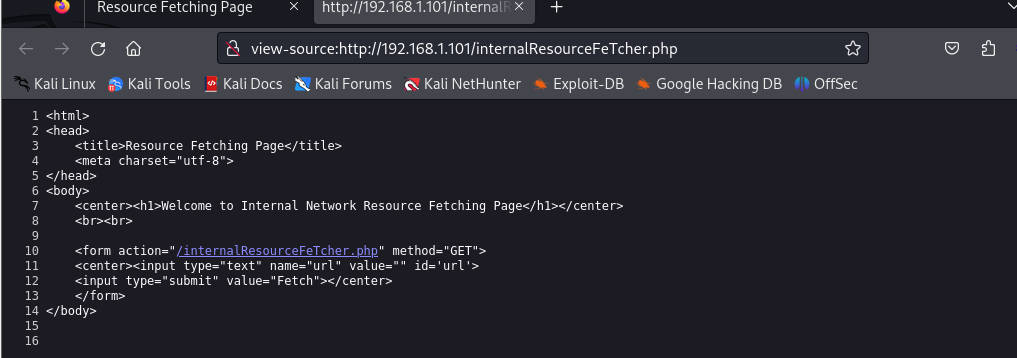 Resource Fetching Page × http://192.168.1.101/internalR × +
view-source:http://192.168.1.101/internalResourceFeTcher.php
Kali Linux Kali Tools Kali Docs Kali Forums Kali NetHunter Exploit-DB Google Hacking DB OffSec
1 <html>
2 <head>
3 <title>Resource Fetching Page</title>
4 <meta charset="utf-8">
5 </head>
6 <body>
7 <center><h1>Welcome to Internal Network Resource Fetching Page</h1></center>
8 <br><br>
9
10 <form action="/internalResourceFeTcher.php" method="GET">
11 <center><input type="text" name="url" value="" id='url'>
12 <input type="submit" value="Fetch"></center>
13 </form>
14 </body>
15
16